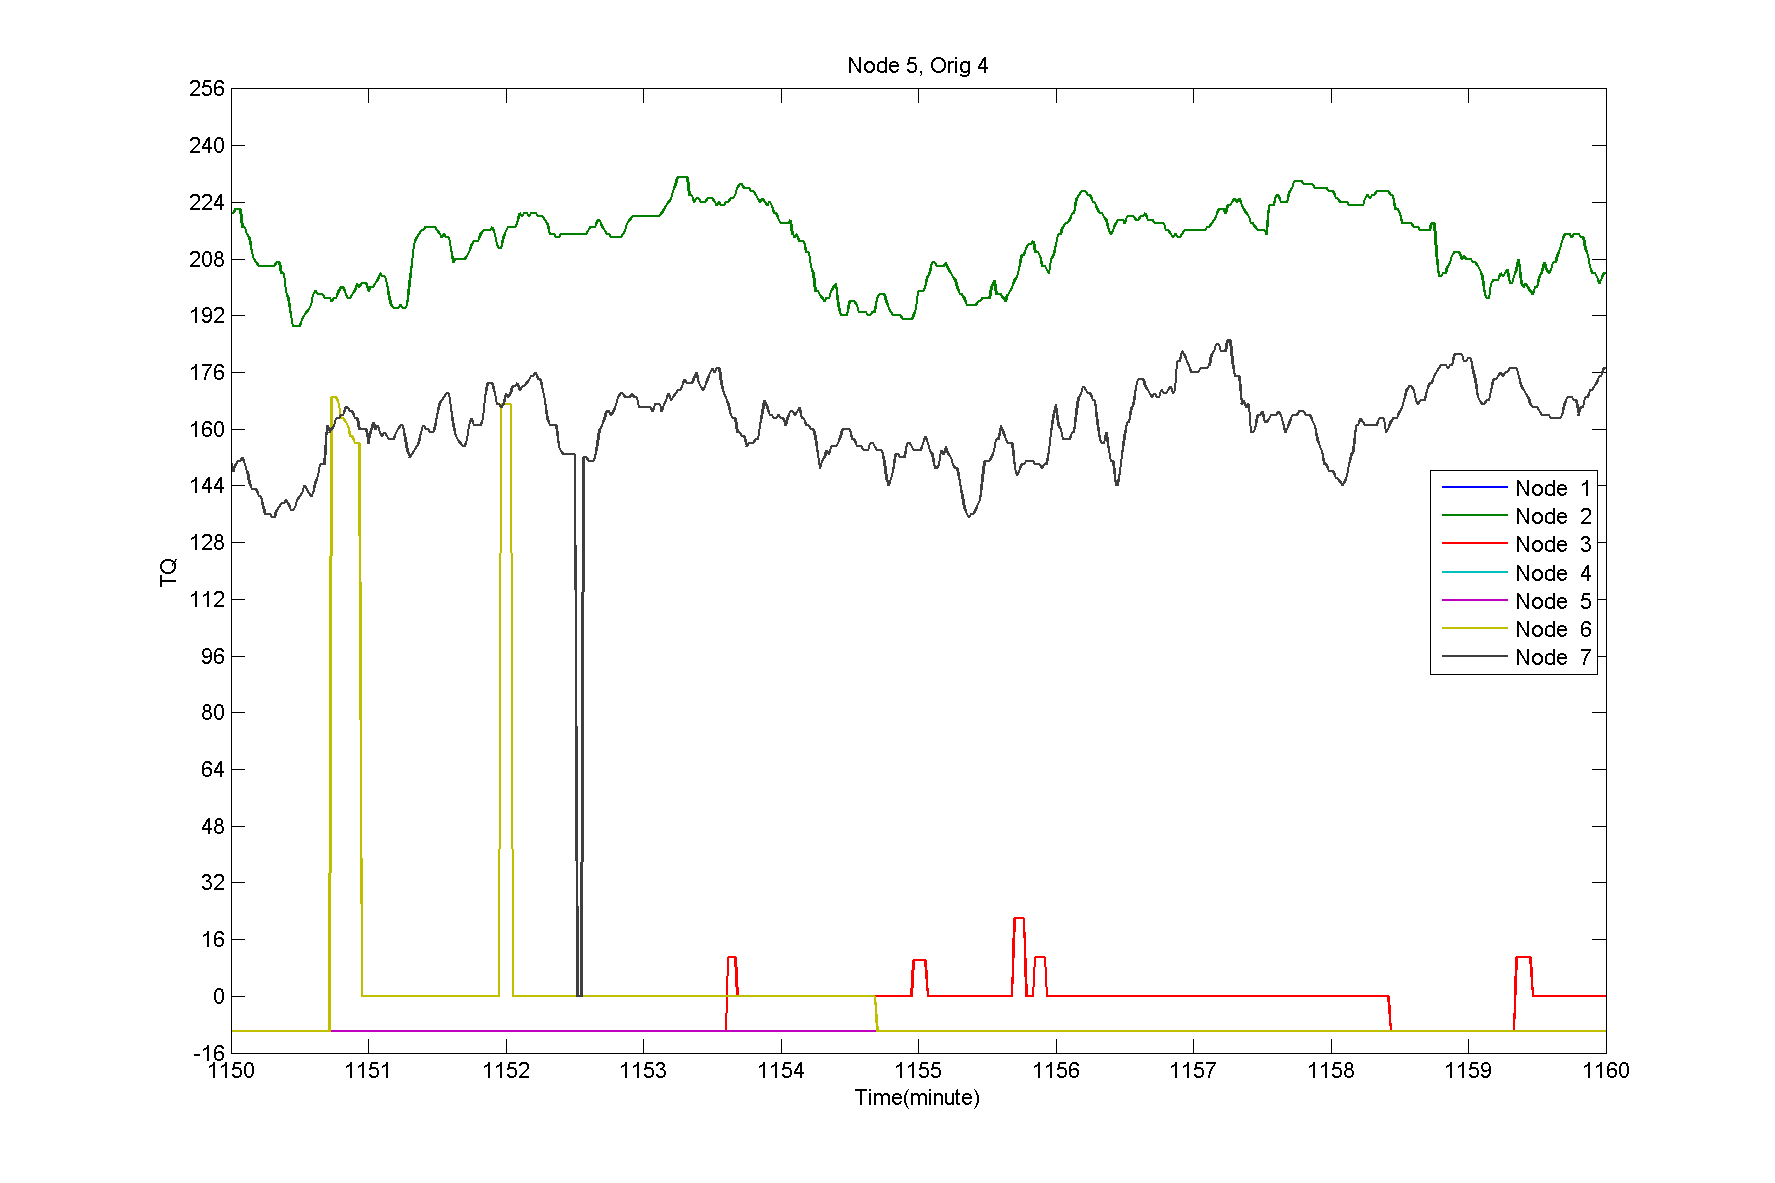 Node 5, Orig 4
256
240
224
208
192
176
160
144
128
112
96
80
64
48
32
16
0
-16
TQ
Node 1
Node 2
Node 3
Node 4
Node 5
Node 6
Node 7
1150 1151 1152 1153 1154 1155 1156 1157 1158 1159 1160
Time(minute)